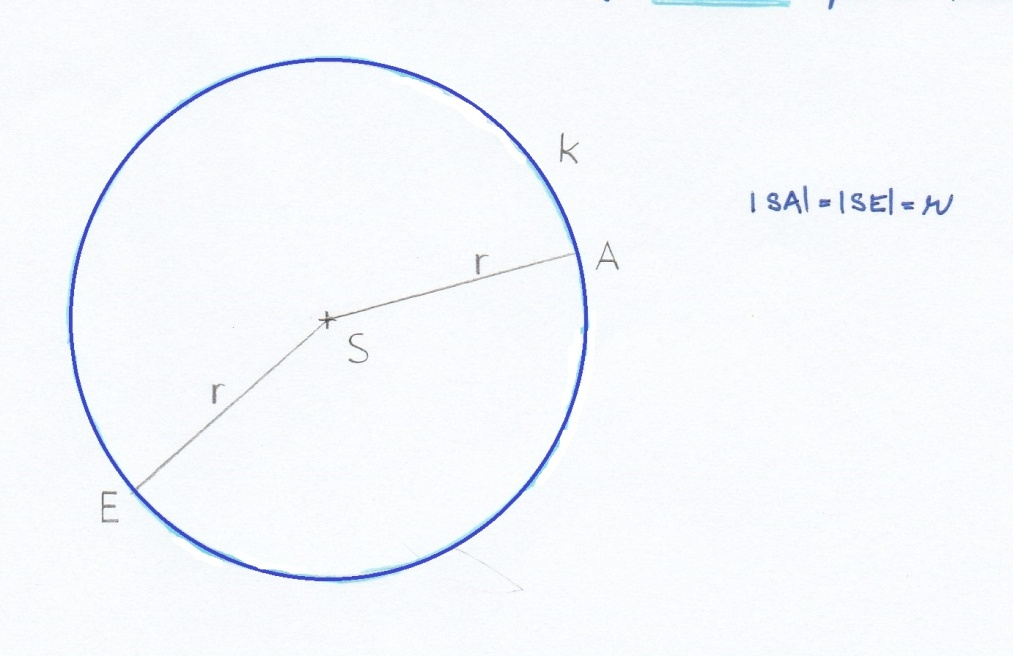 k
|SA| = |SE| = r
r
A
S
r
E